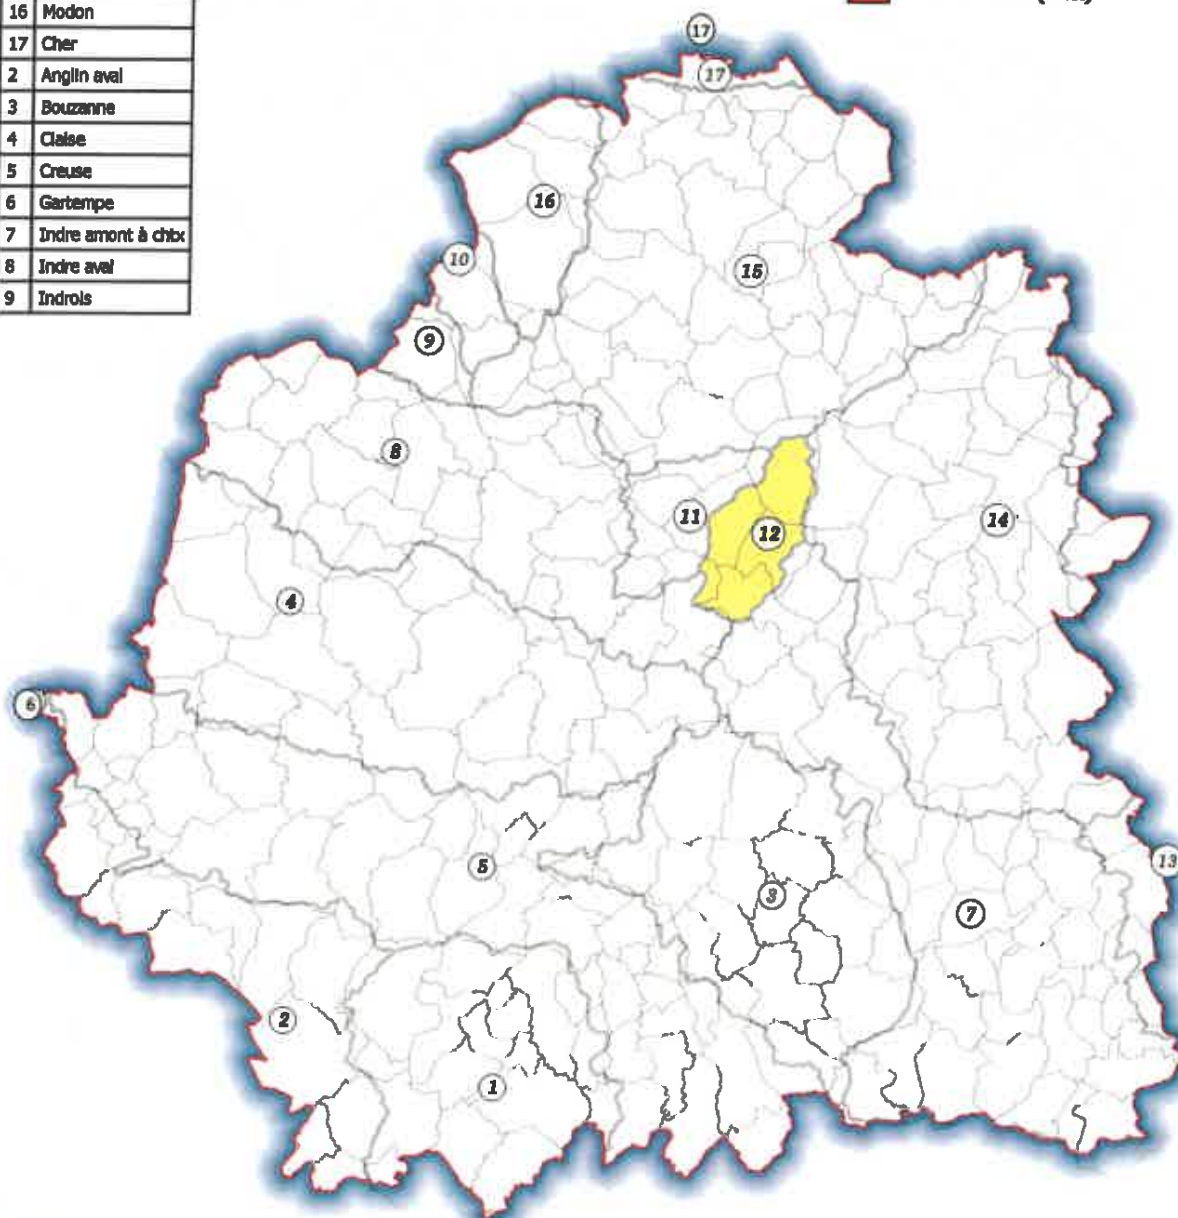 16 Modon
17 Cher
2 Anglin aval
3 Bouzanne
4 Claise
5 Creuse
6 Gartempe
7 Indre amont à chtx
8 Indre aval
9 Indrois
17
17
16
10
15
9
8
11
12
14
4
6
5
3
13
7
2
1